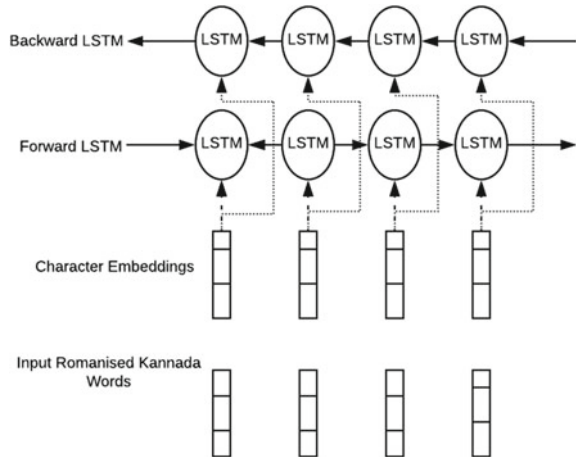 Backward LSTM
LSTM LSTM LSTM LSTM
Forward LSTM
LSTM LSTM LSTM LSTM
Character Embeddings
Input Romanised Kannada
Words